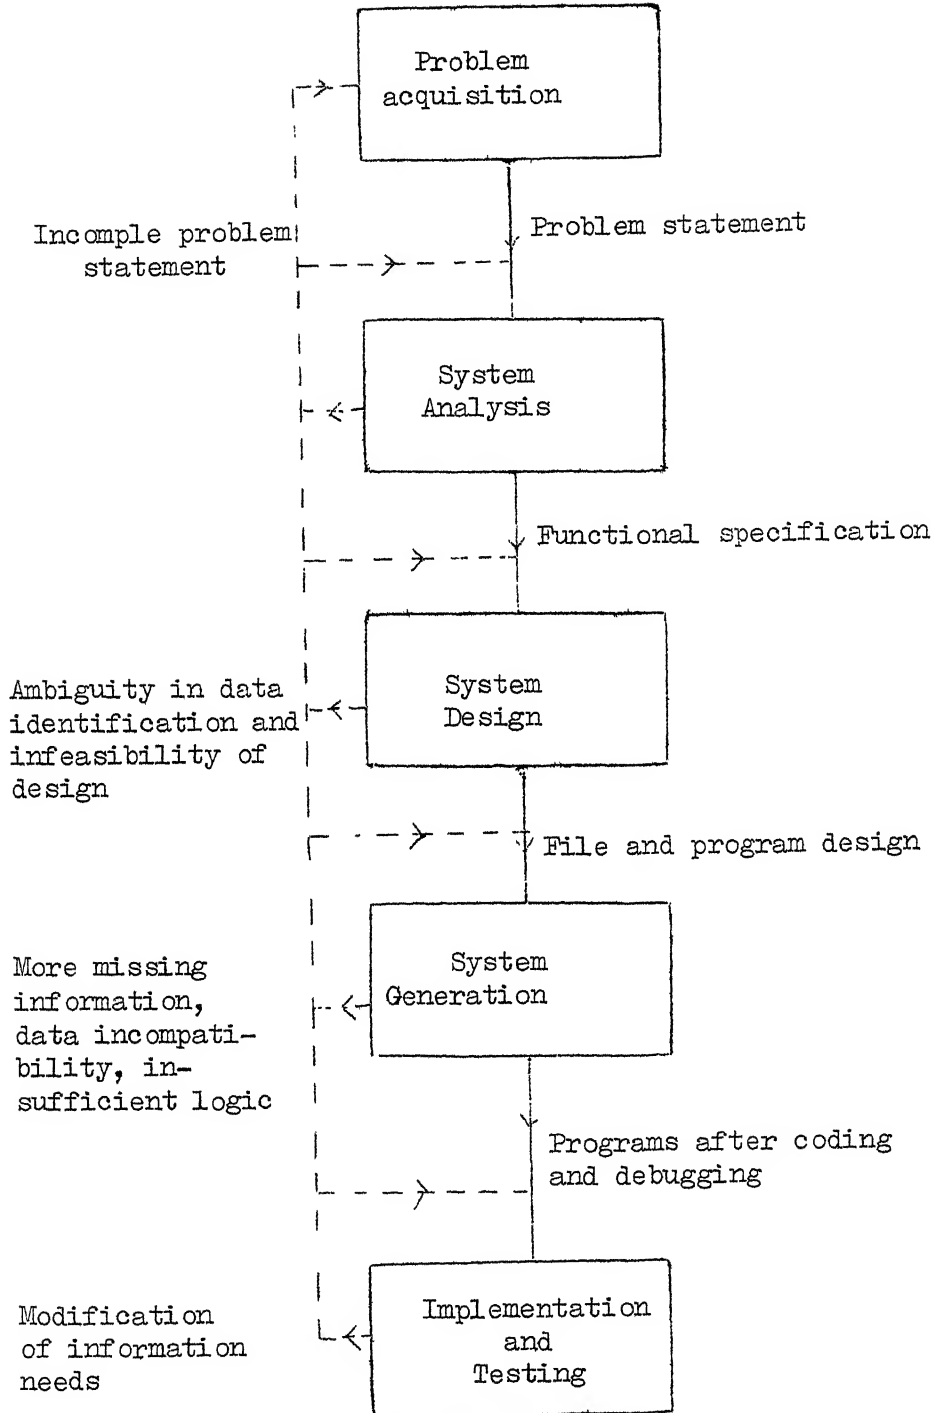 Problem
acquisition
Incomple problem
statement
Problem statement
System
Analysis
Functional specification
Ambiguity in data
identification and
infeasibility of
design
System
Design
File and program design
More missing
information,
data incompati-
bility, in-
sufficient logic
System
Generation
Programs after coding
and debugging
Modification
of information
needs
Implementation
and
Testing